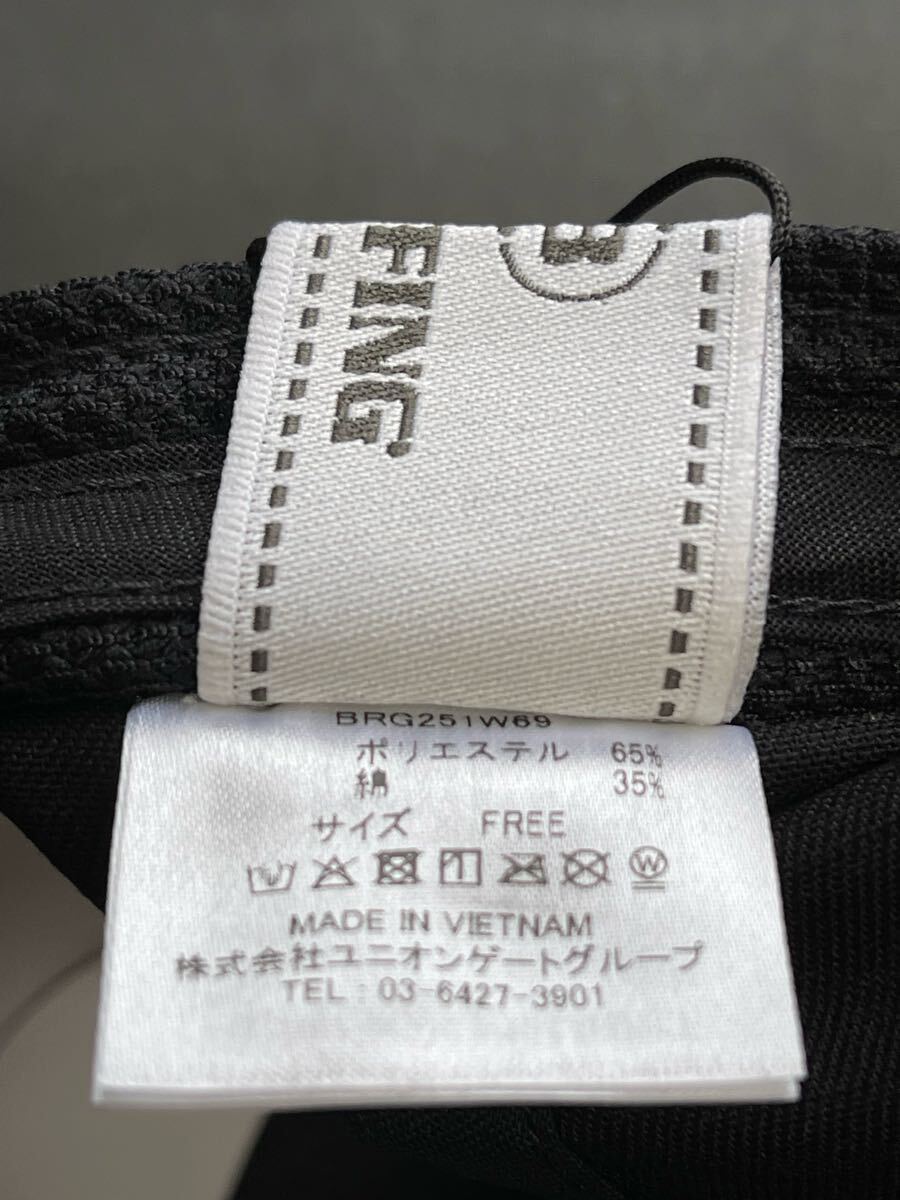 FING
B
BRG251W69
ポリエステル 65%
綿 35%
サイズ FREE
W
MADE IN VIETNAM
株式会社ユニオンゲートグループ
TEL : 03-6427-3901